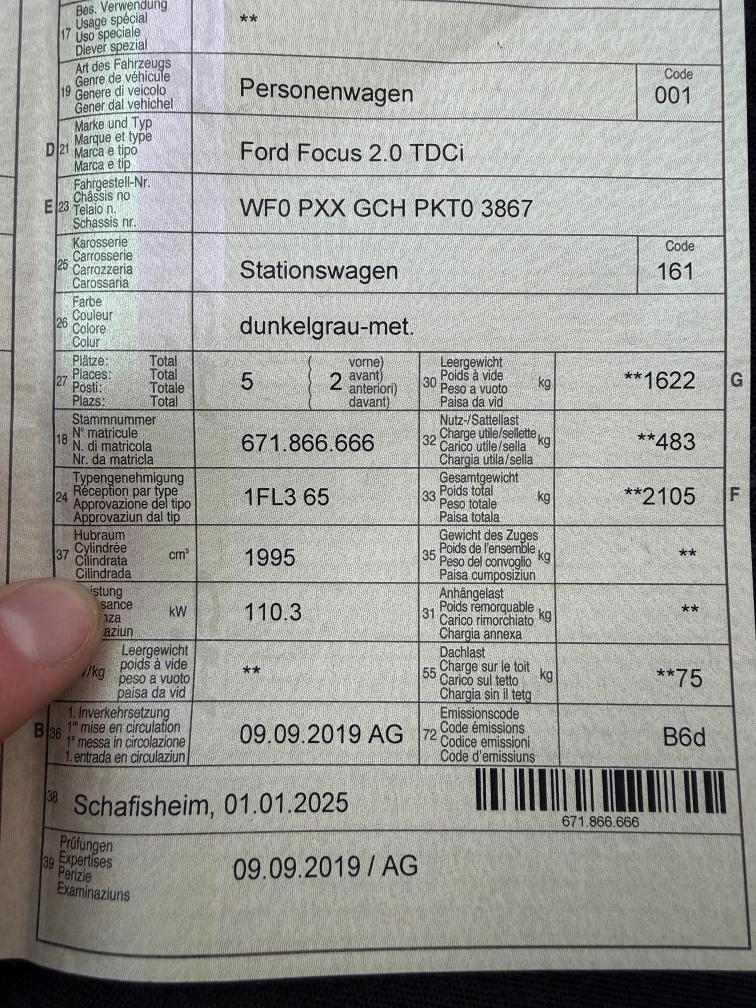 Bes. Verwendung
Usage spécial
17 Uso speciale **
Diever spezial
Art des Fahrzeugs
Genre de véhicule Code
19 Genere di veicolo Personenwagen 001
Gener dal vehichel
Marke und Typ
Marque et type
D 21 Marca e tipo Ford Focus 2.0 TDCi
Marca e tip
Fahrgestell-Nr.
Châssis no
E 23 Telaio n. WF0 PXX GCH PKT0 3867
Schassis nr.
Karosserie
Carrosserie Code
25 Carrozzeria Stationswagen 161
Carossaria
Farbe
26 Couleur
Colore dunkelgrau-met.
Colur
Plätze: Total
27 Places: Total
Posti: Totale
Plazs: Total
5 ( 2 vorne)
avant)
anteriori)
davant)
Leergewicht
30 Poids à vide kg **1622 G
Peso a vuoto
Paisa da vid
Stammnummer
18 N° matricule
N. di matricola 671.866.666
Nr. da matricla
Nutz-/Sattellast
32 Charge utile/sellette kg **483
Carico utile/sella
Chargia utila/sella
Typengenehmigung
24 Réception par type 1FL3 65
Approvazione del tipo
Approvaziun dal tip
Gesamtgewicht
33 Poids total kg **2105 F
Peso totale
Paisa totala
Hubraum
37 Cylindrée cm³ 1995
Cilindrata
Cilindrada
Gewicht des Zuges
35 Poids de l'ensemble kg **
Peso del convoglio
Paisa cumposiziun
istung
sance kW 110.3
nza
aziun
Anhängelast
31 Poids remorquable kg **
Carico rimorchiato
Chargia annexa
Leergewicht
/kg poids à vide **
peso a vuoto
paisa da vid
Dachlast
55 Charge sur le toit kg **75
Carico sul tetto
Chargia sin il tetg
1. Inverkehrsetzung
B 36 1re mise en circulation 09.09.2019 AG
1a messa in circolazione
1. entrada en circulaziun
Emissionscode
72 Code émissions B6d
Codice emissioni
Code d'emissiuns
38 Schafisheim, 01.01.2025
671.866.666
Prüfungen
39 Expertises 09.09.2019 / AG
Perizie
Examinaziuns